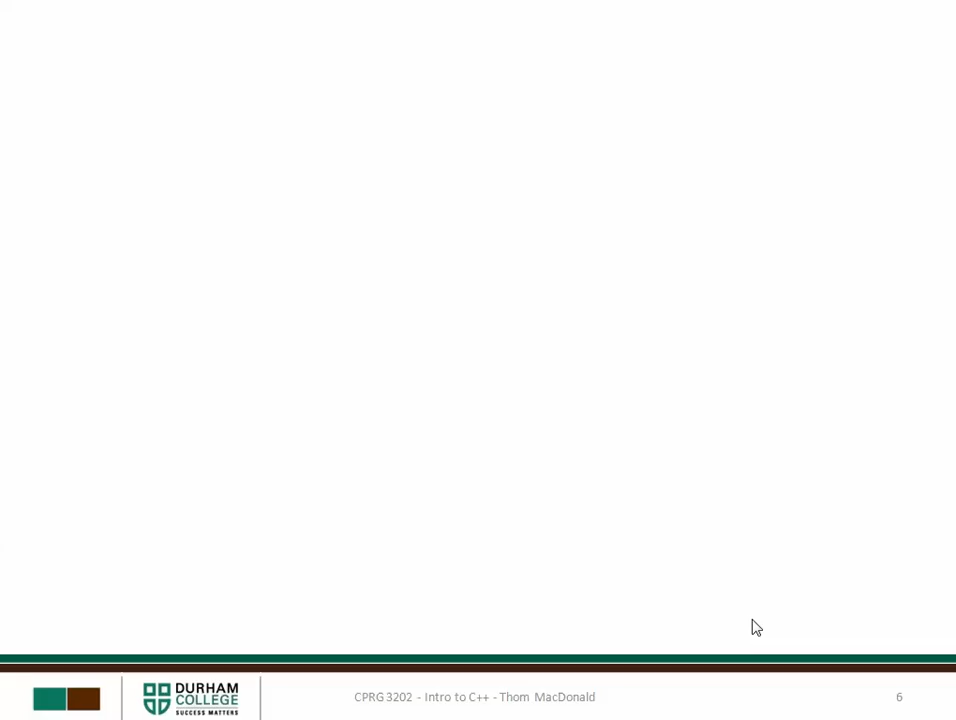 DURHAM
COLLEGE
SUCCESS MATTERS
CPRG 3202 - Intro to C++ - Thom MacDonald
6